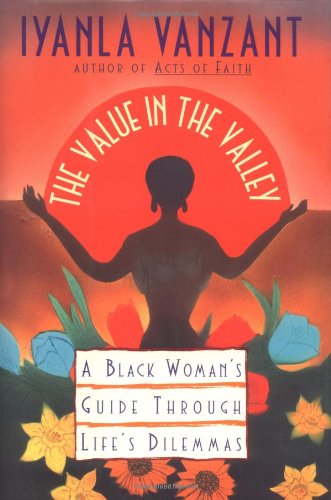 IYANLA VANZANT
AUTHOR OF ACTS OF FAITH
THE VALUE IN THE VALLEY
A BLACK WOMAN'S
GUIDE THROUGH
LIFE'S DILEMMAS